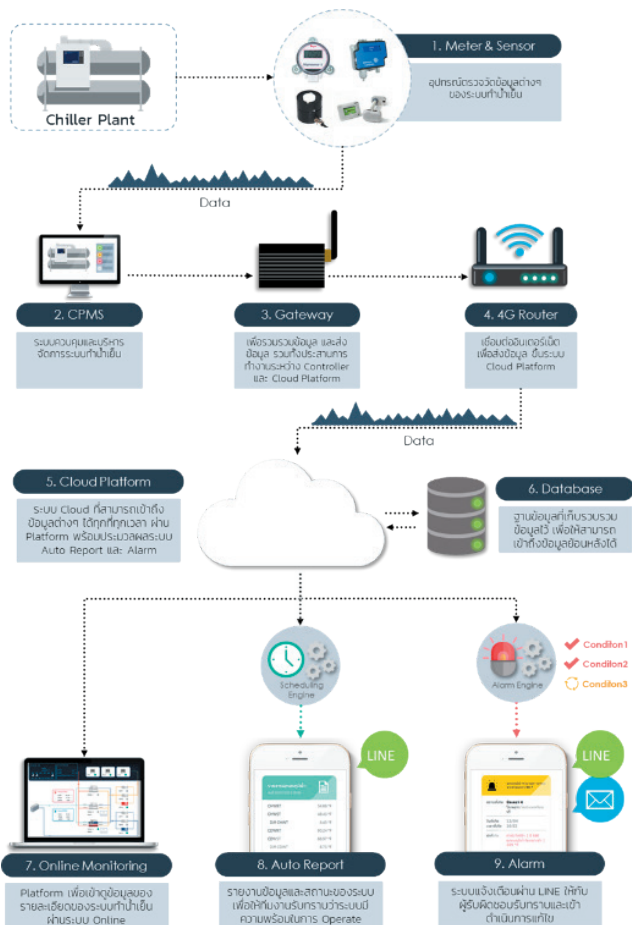 Chiller Plant
1. Meter & Sensor
อุปกรณ์ตรวจวัดข้อมูลต่างๆ
ของระบบทำน้ำเย็น
Data
2. CPMS
ระบบควบคุมและบริหาร
จัดการระบบทำน้ำเย็น
3. Gateway
เพื่อรวบรวมข้อมูล และส่ง
ข้อมูล รวมทั้งประสานการ
ทำงานระหว่าง Controller
และ Cloud Platform
4. 4G Router
เชื่อมต่ออินเตอร์เน็ต
เพื่อส่งข้อมูล ขึ้นระบบ
Cloud Platform
Data
5. Cloud Platform
ระบบ Cloud ที่สามารถเข้าถึง
ข้อมูลต่างๆ ได้ทุกที่ทุกเวลา ผ่าน
Platform พร้อมประมวลผลระบบ
Auto Report และ Alarm
6. Database
ฐานข้อมูลที่เก็บรวบรวม
ข้อมูลไว้ เพื่อให้สามารถ
เข้าถึงข้อมูลย้อนหลังได้
Scheduling
Engine
Alarm Engine
Condition1
Condition2
Condition3
LINE
LINE
7. Online Monitoring
Platform เพื่อเข้าดูข้อมูลของ
รายละเอียดของระบบทำน้ำเย็น
ผ่านระบบ Online
8. Auto Report
รายงานข้อมูลและสถานะของระบบ
เพื่อให้ทีมงานรับทราบว่าระบบมี
ความพร้อมในการ Operate
9. Alarm
ระบบแจ้งเตือนผ่าน LINE ให้กับ
ผู้รับผิดชอบรับทราบและเข้า
ดำเนินการแก้ไข